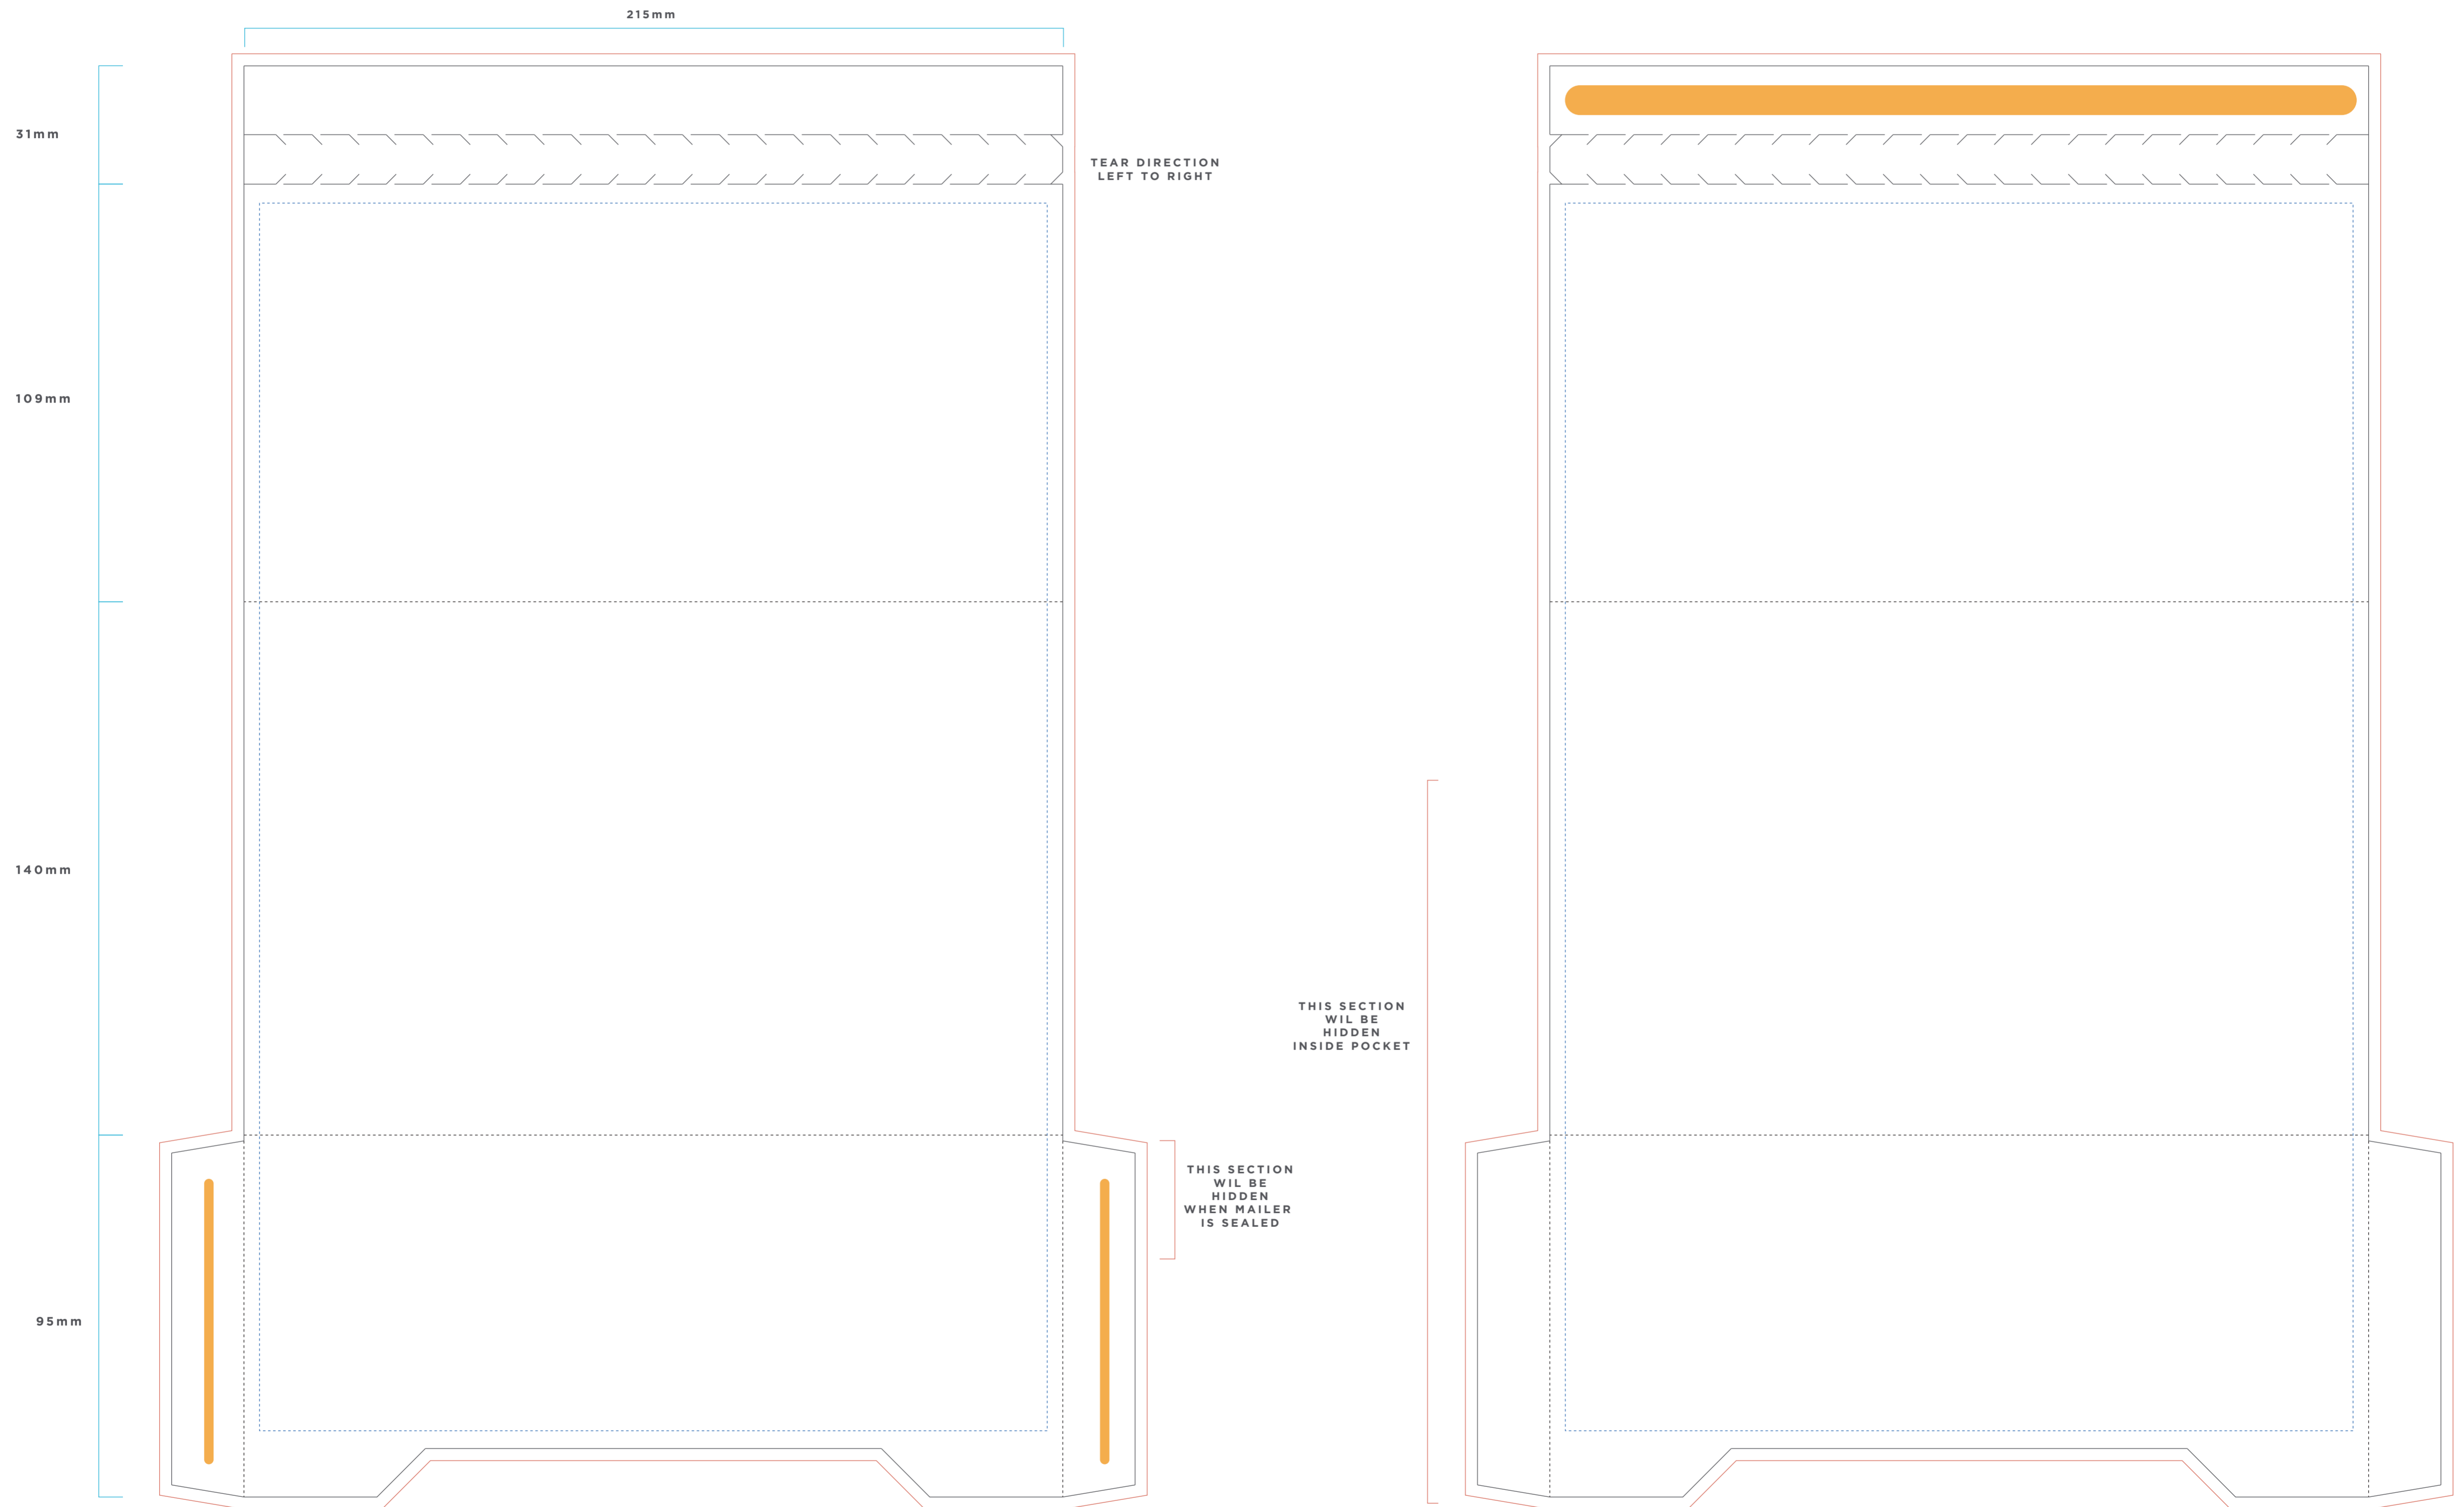 215mm
31mm
TEAR DIRECTION
LEFT TO RIGHT
109mm
140mm
THIS SECTION
WIL BE
HIDDEN
INSIDE POCKET
THIS SECTION
WIL BE
HIDDEN
WHEN MAILER
IS SEALED
95mm